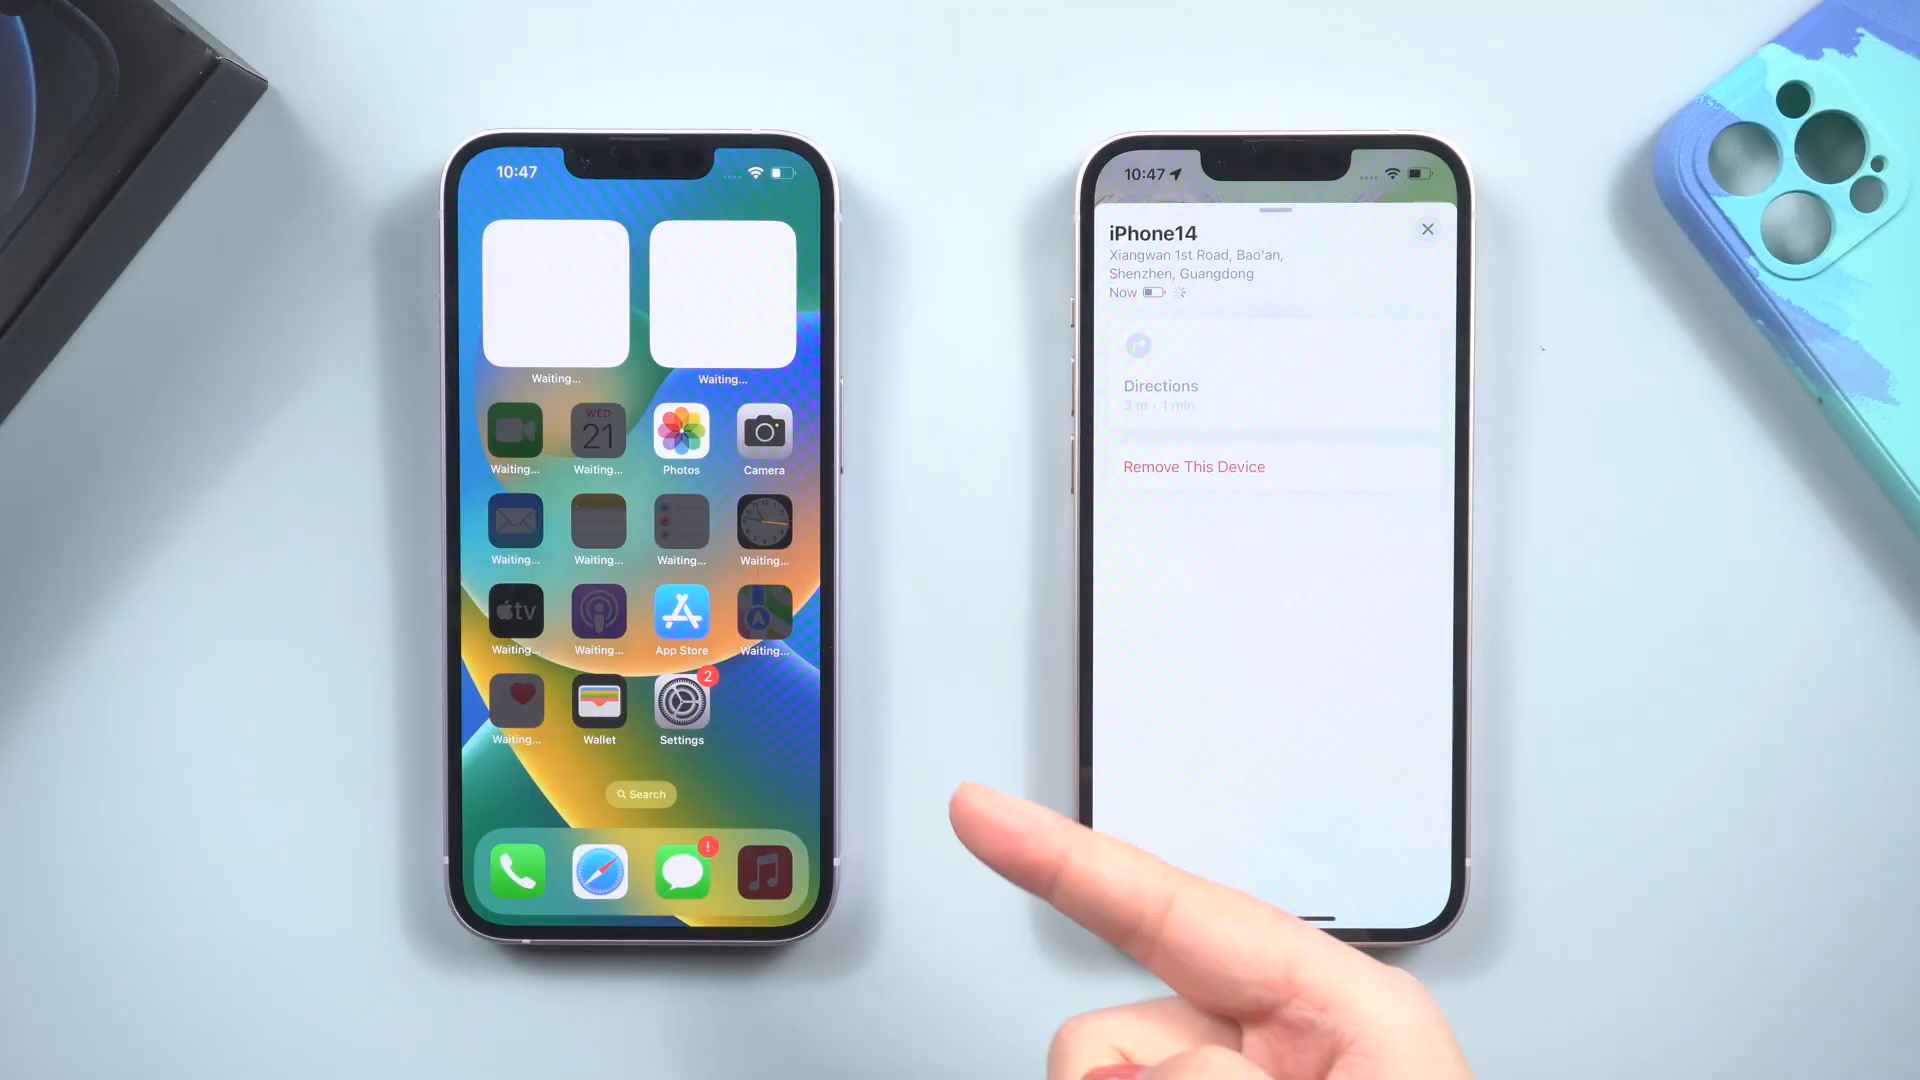 10:47
Waiting...
Waiting...
WED
21
Waiting...
Waiting...
Photos
Camera
Waiting...
Waiting...
Waiting...
Waiting...
tv
Waiting...
Waiting...
App Store
Waiting...
2
Waiting...
Wallet
Settings
Search
!
10:47
iPhone14
Xiangwan 1st Road, Bao'an,
Shenzhen, Guangdong
Now
Directions
3 m • 1 min
Remove This Device